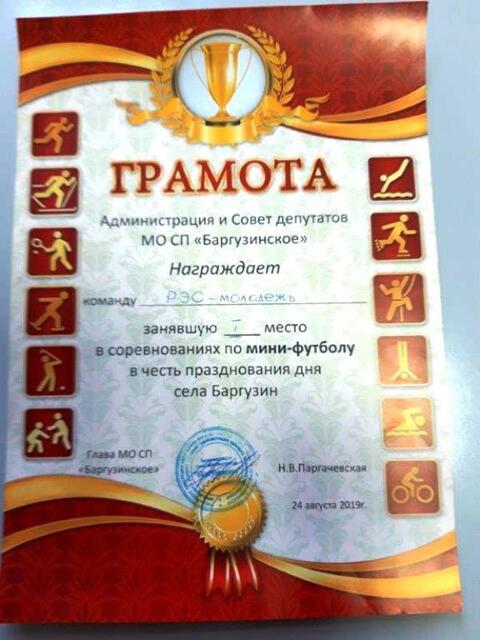 ГРАМОТА
Администрация и Совет депутатов
МО СП «Баргузинское»
Награждает
команду РЭС - молодежь
занявшую I место
в соревнованиях по мини-футболу
в честь празднования дня
села Баргузин
Глава МО СП
«Баргузинское»
Н.В.Паргачевская
24 августа 2019г.